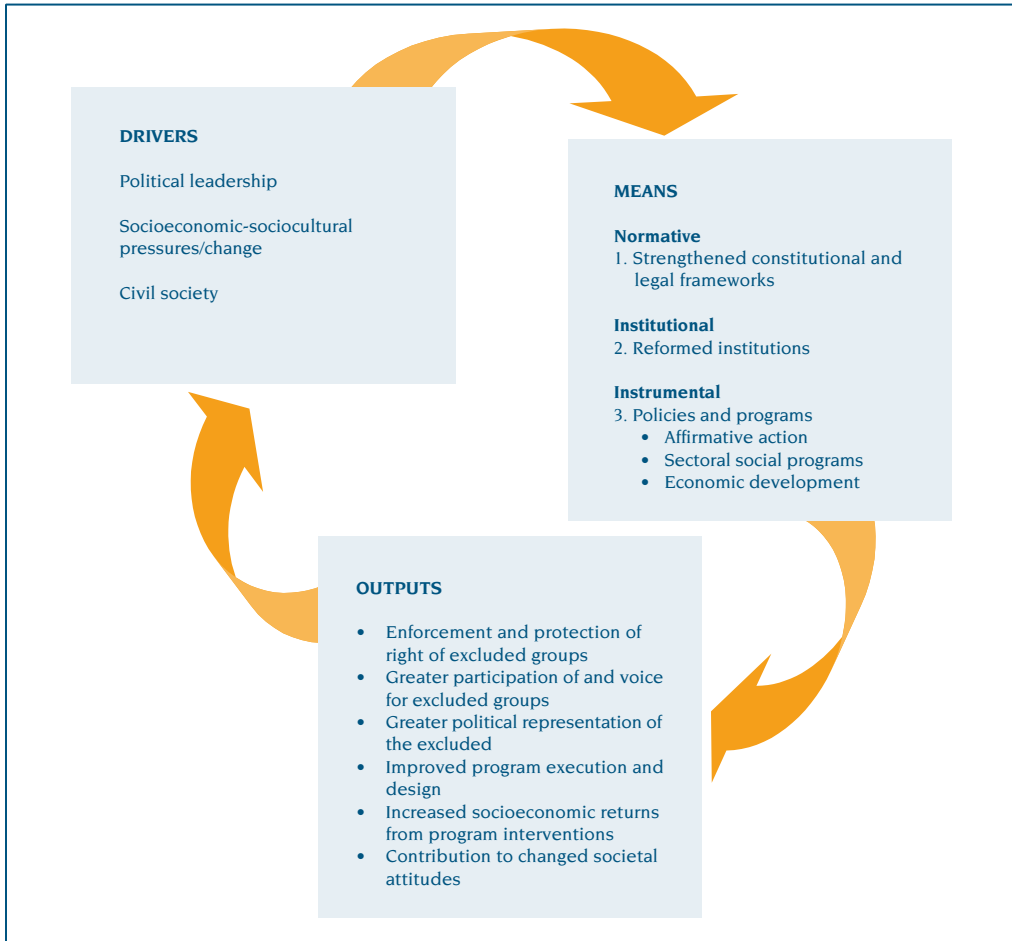 DRIVERS
Political leadership
Socioeconomic-sociocultural
pressures/change
Civil society
MEANS
Normative
1. Strengthened constitutional and
legal frameworks
Institutional
2. Reformed institutions
Instrumental
3. Policies and programs
• Affirmative action
• Sectoral social programs
• Economic development
OUTPUTS
• Enforcement and protection of
right of excluded groups
• Greater participation of and voice
for excluded groups
• Greater political representation of
the excluded
• Improved program execution and
design
• Increased socioeconomic returns
from program interventions
• Contribution to changed societal
attitudes